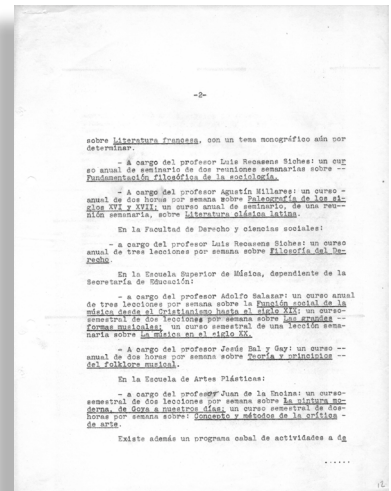 -2-
sobre Literatura francesa, con un tema monográfico aún por
determinar.
- A cargo del profesor Luis Recasens Siches: un cur
so anual de seminario de dos reuniones semanarias sobre --
Fundamentación filosófica de la sociología.
- A cargo del profesor Agustín Millares: un curso -
anual de dos horas por semana sobre Paleografía de los si-
glos XVI y XVII; un curso anual de seminario, de una reu-
nión semanaria, sobre Literatura clásica latina.
En la Facultad de Derecho y ciencias sociales:
- a cargo del profesor Luis Recasens Siches: un curso
anual de tres lecciones por semana sobre Filosofía del De-
recho.
En la Escuela Superior de Música, dependiente de la
Secretaría de Educación:
- a cargo del profesor Adolfo Salazar: un curso anual
de tres lecciones por semana sobre la Función social de la
música desde el Cristianismo hasta el siglo XIX; un curso-
semestral de dos lecciones por semana sobre Las grandes
formas musicales; un curso semestral de una lección sema-
naria sobre La música en el siglo XX.
- A cargo del profesor Jesús Bal y Gay: un curso --
anual de dos horas por semana sobre Teoría y principios --
del folklore musical.
En la Escuela de Artes Plásticas:
- a cargo del profesor Juan de la Encina: un curso-
semestral de dos lecciones por semana sobre La pintura mo-
derna, de Goya a nuestros días; un curso semestral de dos-
horas por semana sobre: Concepto y métodos de la crítica -
de arte.
Existe además un programa cabal de actividades a de
......
12